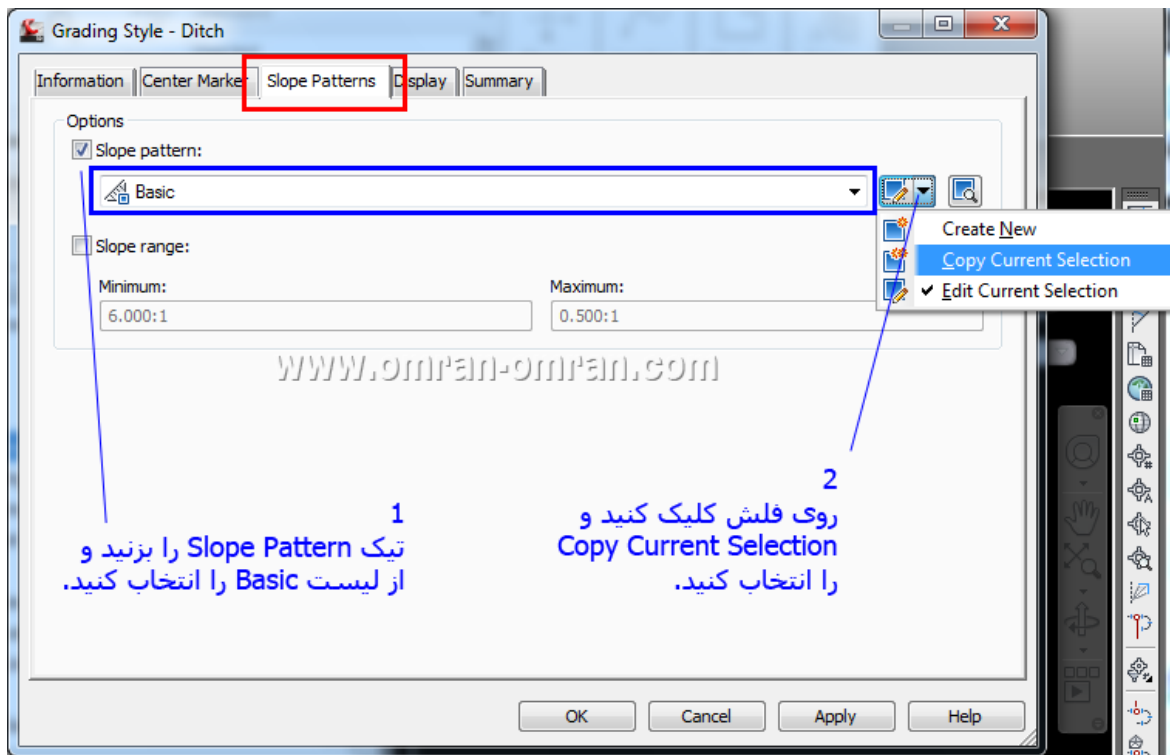 Grading Style - Ditch
Information Center Marker Slope Patterns Display Summary
Options
Slope pattern:
Basic
Create New
Copy Current Selection
Edit Current Selection
Slope range:
Minimum: Maximum:
6.000:1 0.500:1
www.omran-omran.com
1
تیک Slope Pattern را بزنید و
از لیست Basic را انتخاب کنید.
2
روی فلش کلیک کنید و
Copy Current Selection
را انتخاب کنید.
OK Cancel Apply Help